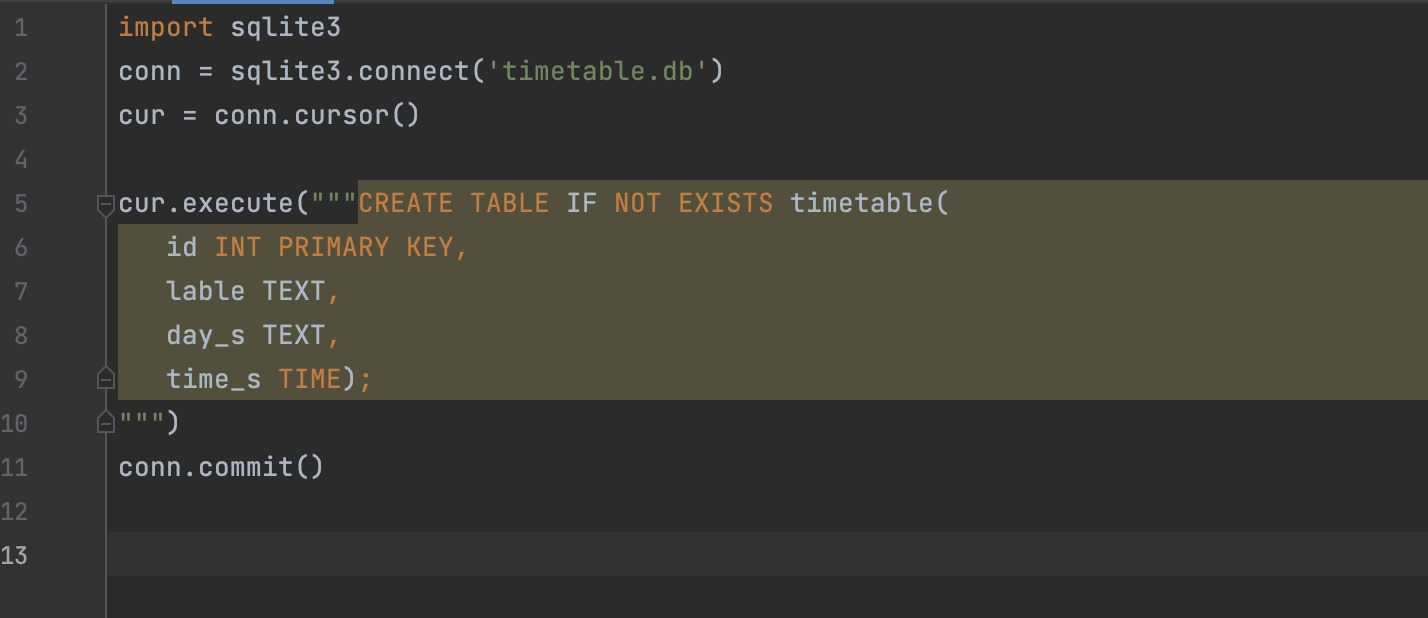 1 import sqlite3
2 conn = sqlite3.connect('timetable.db')
3 cur = conn.cursor()
4
5 cur.execute("""CREATE TABLE IF NOT EXISTS timetable(
6 id INT PRIMARY KEY,
7 lable TEXT,
8 day_s TEXT,
9 time_s TIME);
10 """)
11 conn.commit()
12
13